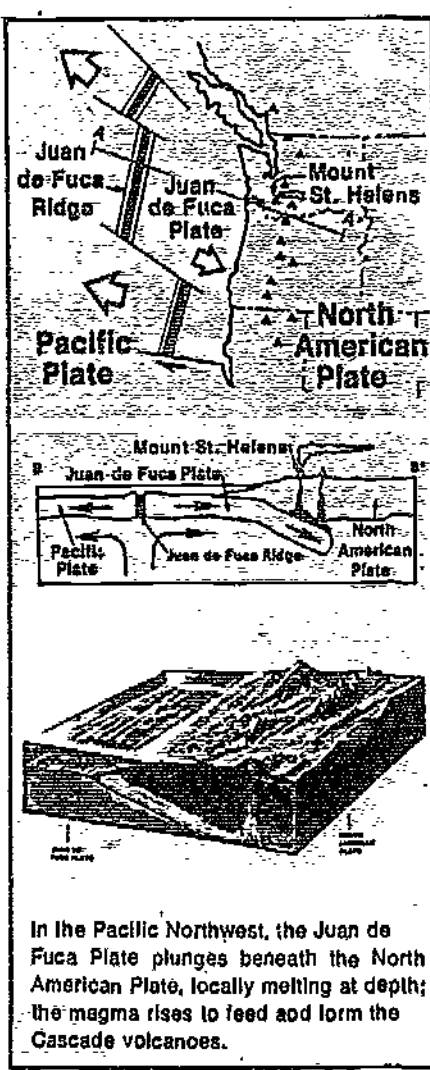 A
Juan
de Fuca
Ridge
Juan
de Fuca
Plate
Mount
St. Helens
A'
Pacific
Plate
North
American
Plate
Mount St. Helens
Juan de Fuca Plate
Pacific
Plate
Juan de Fuca Ridge
North
American
Plate
In the Pacific Northwest, the Juan de
Fuca Plate plunges beneath the North
American Plate, locally melting at depth;
the magma rises to feed aod lorm the
Cascade volcanoes.